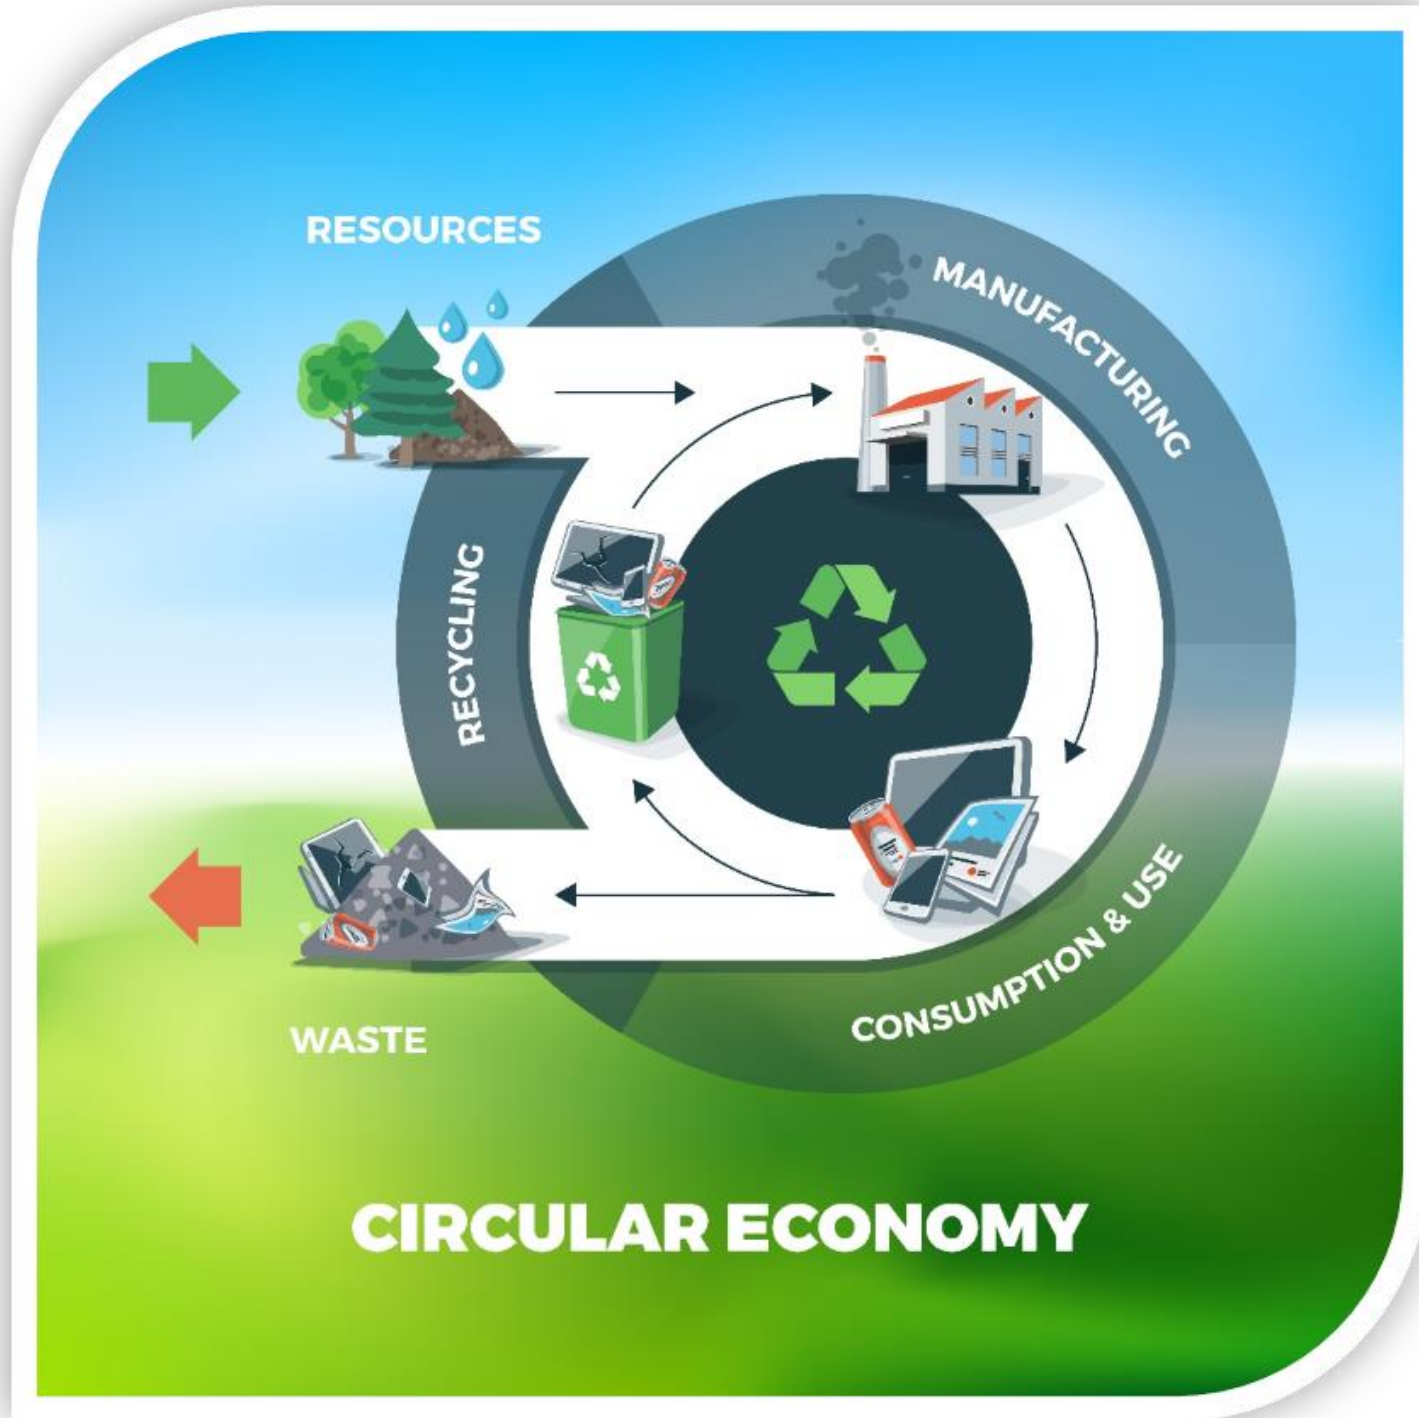 RESOURCES
MANUFACTURING
RECYCLING
CONSUMPTION & USE
WASTE
CIRCULAR ECONOMY